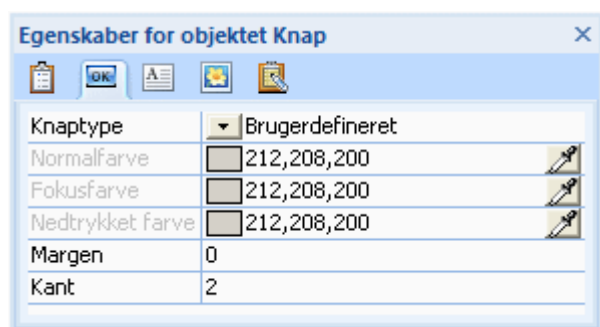 Egenskaber for objektet Knap
OK
A
Knaptype Brugerdefineret
Normalfarve 212,208,200
Fokusfarve 212,208,200
Nedtrykket farve 212,208,200
Margen 0
Kant 2